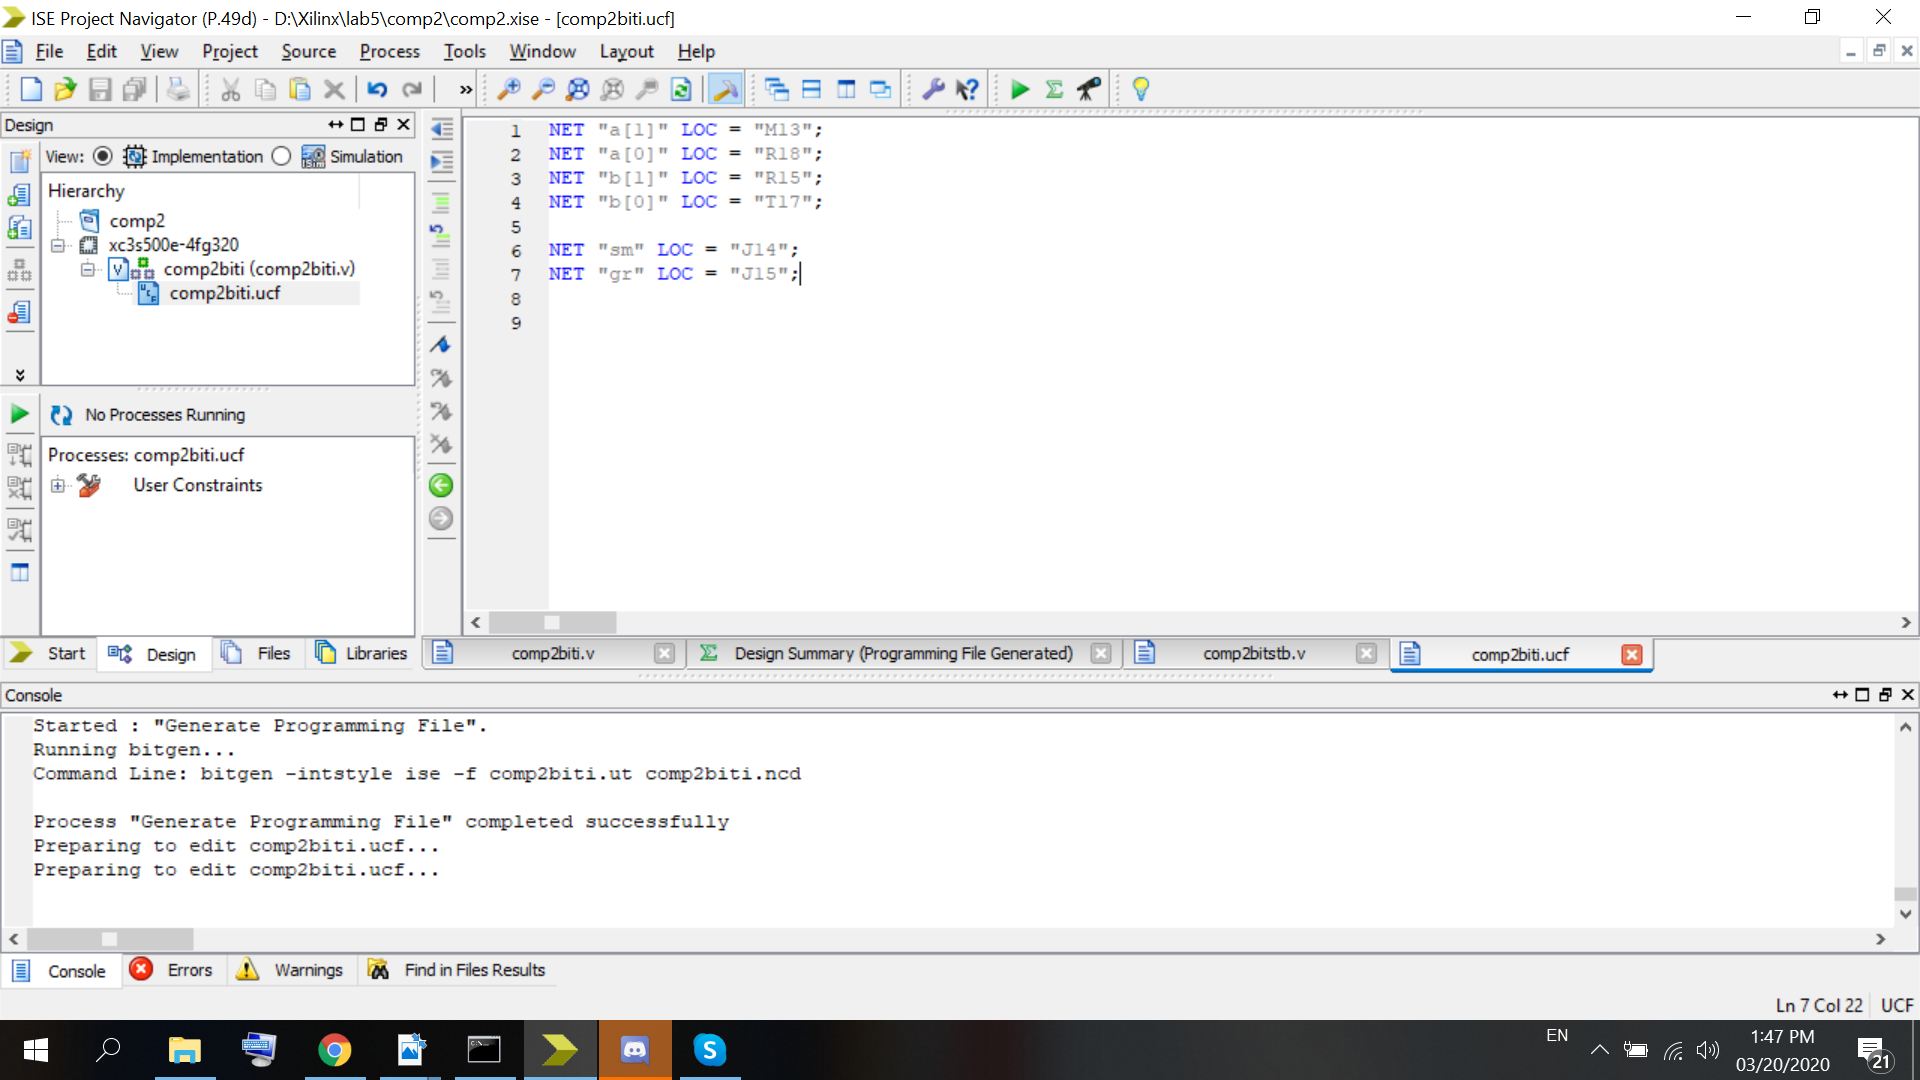 ISE Project Navigator (P.49d) - D:\Xilinx\lab5\comp2\comp2.xise - [comp2biti.ucf]
File Edit View Project Source Process Tools Window Layout Help
Design
View: Implementation Simulation
Hierarchy
comp2
xc3s500e-4fg320
comp2biti (comp2biti.v)
comp2biti.ucf
No Processes Running
Processes: comp2biti.ucf
User Constraints
1 NET "a[1]" LOC = "M13";
2 NET "a[0]" LOC = "R18";
3 NET "b[1]" LOC = "R15";
4 NET "b[0]" LOC = "T17";
5
6 NET "sm" LOC = "J14";
7 NET "gr" LOC = "J15";
8
9
Start Design Files Libraries
comp2biti.v Design Summary (Programming File Generated) comp2bitstb.v comp2biti.ucf
Console
Started : "Generate Programming File".
Running bitgen...
Command Line: bitgen -intstyle ise -f comp2biti.ut comp2biti.ncd
Process "Generate Programming File" completed successfully
Preparing to edit comp2biti.ucf...
Preparing to edit comp2biti.ucf...
Console Errors Warnings Find in Files Results
Ln 7 Col 22 UCF
EN
1:47 PM
03/20/2020
21